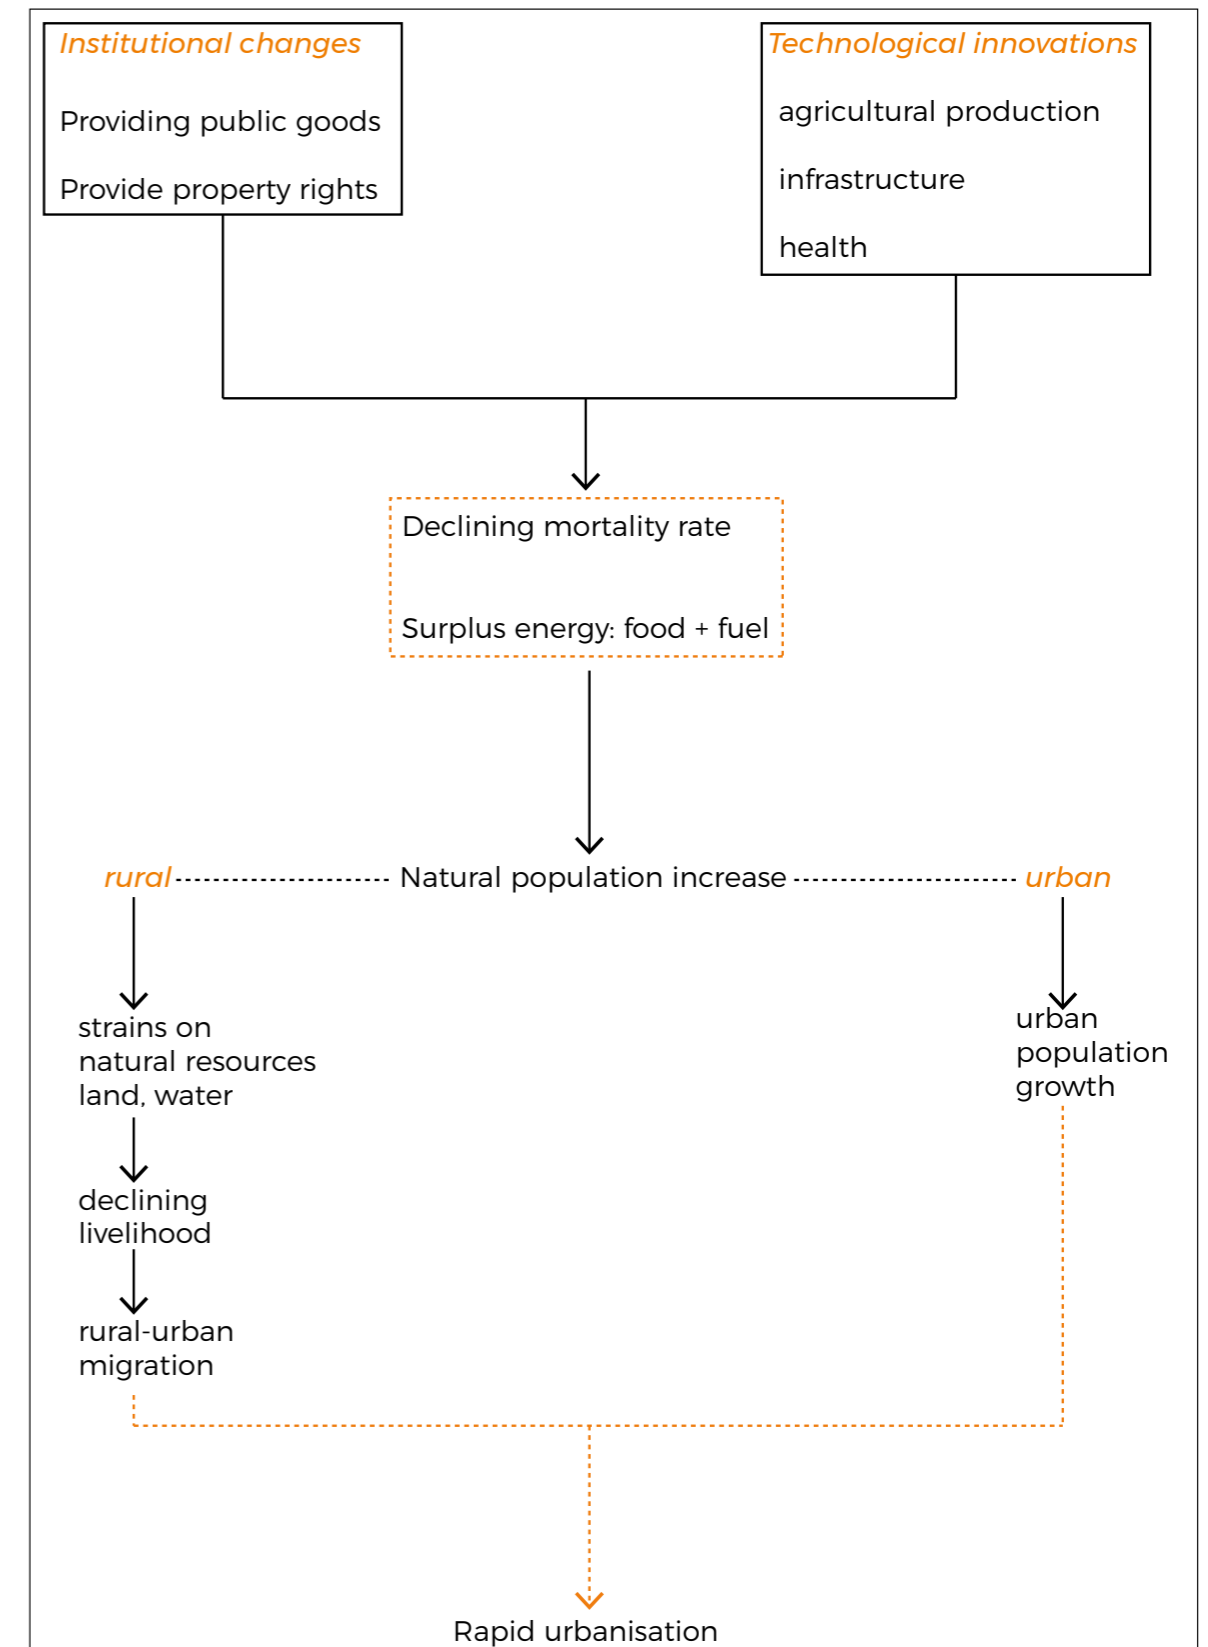 Institutional changes
Providing public goods
Provide property rights
Technological innovations
agricultural production
infrastructure
health
Declining mortality rate
Surplus energy: food + fuel
rural
Natural population increase
urban
strains on
natural resources
land, water
declining
livelihood
rural-urban
migration
urban
population
growth
Rapid urbanisation